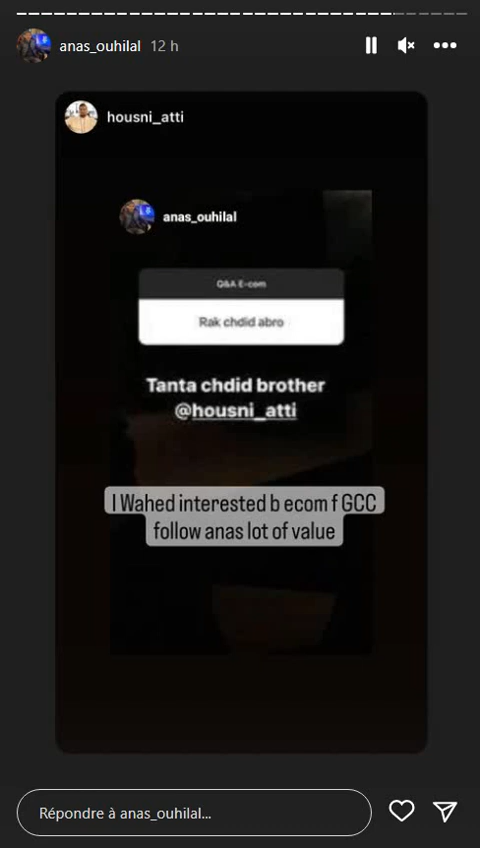 anas_ouhilal 12 h
housni_atti
anas_ouhilal
Q&A E-com
Rak chdid abro
Tanta chdid brother
@housni_atti
I Wahed interested b ecom f GCC
follow anas lot of value
Répondre à anas_ouhilal...